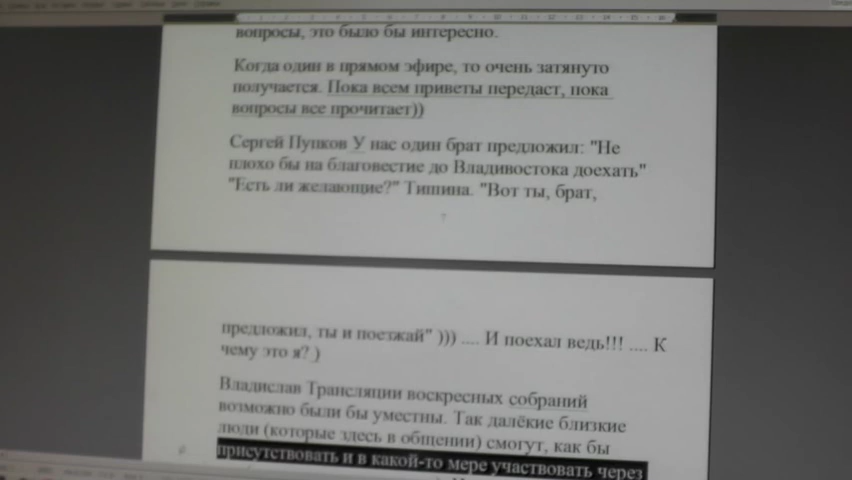 вопросы, это было бы интересно.
Когда один в прямом эфире, то очень затянуто
получается. Пока всем приветы передаст, пока
вопросы все прочитает))
Сергей Пупков У нас один брат предложил: "Не
плохо бы на благовестие до Владивостока доехать"
"Есть ли желающие?" Тишина. "Вот ты, брат,
7
предложил, ты и поезжай" ))) .... И поехал ведь!!! .... К
чему это я? )
Владислав Трансляции воскресных собраний
возможно были бы уместны. Так далёкие близкие
люди (которые здесь в общении) смогут, как бы
присутствовать и в какой-то мере участвовать через